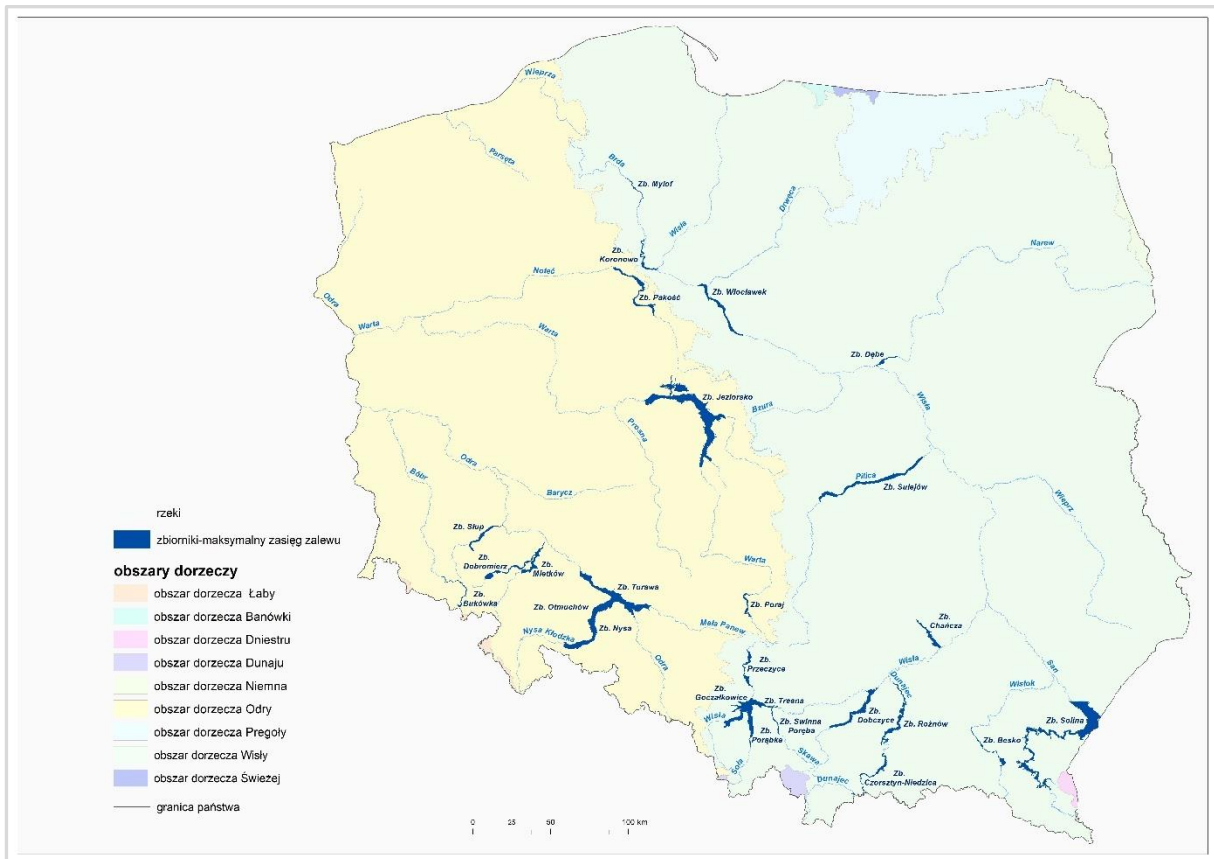 Wieprza
Parsęta
Brda
Zb. Mylof
Wisła
Drwęca
Narew
Zb.
Koronowo
Noteć
Zb. Pakość
Zb. Włocławek
Odra
Warta
Warta
Zb. Dębe
Zb. Jeziorsko
Bzura
Wisła
Prosna
Bóbr
Odra
Barycz
Pilica
Zb. Sulejów
Wieprz
Zb. Słup
Zb.
Dobromierz
Zb.
Mietków
Zb.
Bukówka
Zb. Turawa
Zb. Otmuchów
Zb. Nysa
Nysa Kłodzka
Warta
Zb. Poraj
Mała Panew
Odra
Zb.
Chańcza
Wisła
Zb.
Przeczyce
Zb.
Goczałkowice
Zb. Tresna
Wisła
Zb. Świnna
Poręba
Zb.
Porąbka
Soła
Skawa
Dunajec
Zb.
Dobczyce
Zb. Rożnów
Dunajec
Zb.
Czorsztyn-Niedzica
San
Wisłok
Zb. Solina
Zb. Besko
rzeki
zbiorniki-maksymalny zasięg zalewu
obszary dorzeczy
obszar dorzecza Łaby
obszar dorzecza Banówki
obszar dorzecza Dniestru
obszar dorzecza Dunaju
obszar dorzecza Niemna
obszar dorzecza Odry
obszar dorzecza Pregoły
obszar dorzecza Wisły
obszar dorzecza Świeżej
granica państwa
0 25 50 100 km